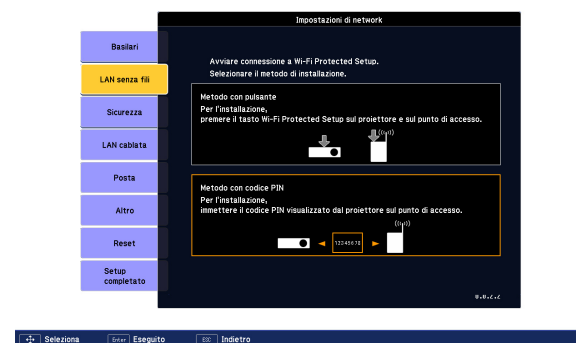 Impostazioni di network
Basilari
LAN senza fili
Sicurezza
LAN cablata
Posta
Altro
Reset
Setup
completato
Avviare connessione a Wi-Fi Protected Setup.
Selezionare il metodo di installazione.
Metodo con pulsante
Per l'installazione,
premere il tasto Wi-Fi Protected Setup sul proiettore e sul punto di accesso.
Metodo con codice PIN
Per l'installazione,
immettere il codice PIN visualizzato dal proiettore sul punto di accesso.
12345678
Seleziona Enter Eseguito ESC Indietro